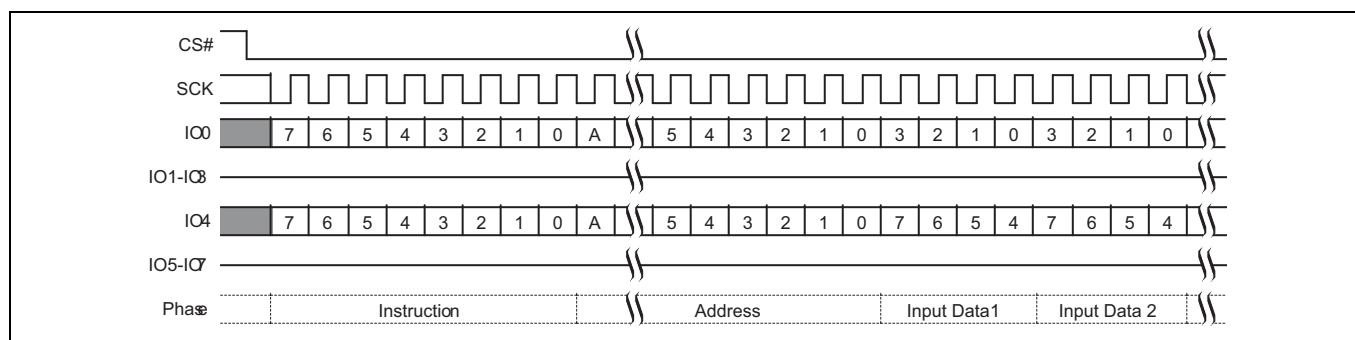 CS#
SCK
IO0 7 6 5 4 3 2 1 0 A 5 4 3 2 1 0 3 2 1 0 3 2 1 0
IO1-IO3
IO4 7 6 5 4 3 2 1 0 A 5 4 3 2 1 0 7 6 5 4 7 6 5 4
IO5-IO7
Phase Instruction Address Input Data1 Input Data 2